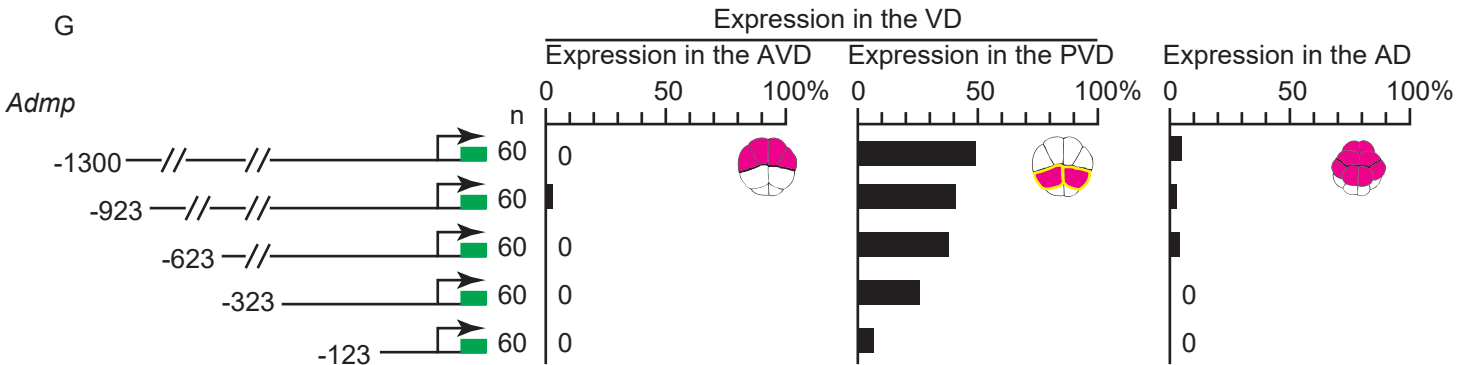 G
Expression in the VD
Expression in the AVD Expression in the PVD Expression in the AD
Admp
n
0 50 100% 0 50 100% 0 50 100%
-1300 60 0
-923 60
-623 60 0
-323 60 0 0
-123 60 0 0